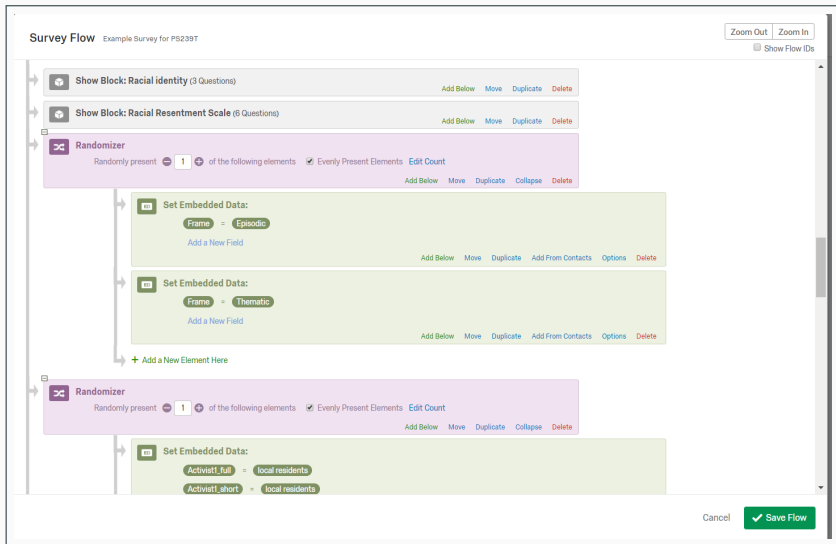 Survey Flow Example Survey for PS239T
Zoom Out Zoom In
Show Flow IDs
Show Block: Racial identity (3 Questions)
Add Below Move Duplicate Delete
Show Block: Racial Resentment Scale (6 Questions)
Add Below Move Duplicate Delete
Randomizer
Randomly present 1 of the following elements Evenly Present Elements Edit Count
Add Below Move Duplicate Collapse Delete
Set Embedded Data:
Frame = Episodic
Add a New Field
Add Below Move Duplicate Add From Contacts Options Delete
Set Embedded Data:
Frame = Thematic
Add a New Field
Add Below Move Duplicate Add From Contacts Options Delete
+ Add a New Element Here
Randomizer
Randomly present 1 of the following elements Evenly Present Elements Edit Count
Add Below Move Duplicate Collapse Delete
Set Embedded Data:
Activist1_full = local residents
Activist1_short = local residents
Cancel Save Flow